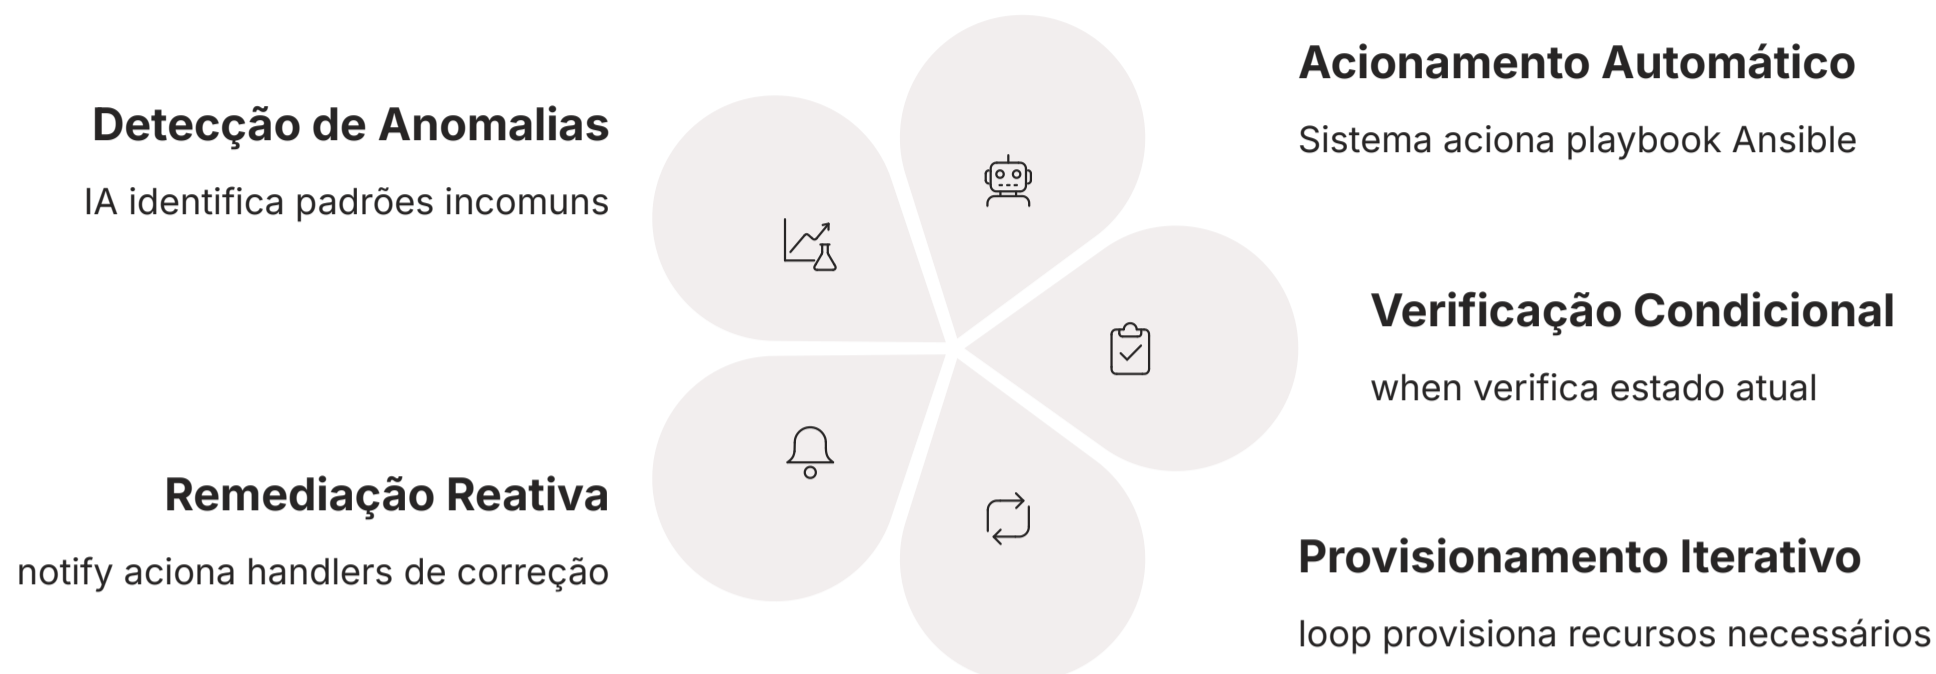 Detecção de Anomalias
IA identifica padrões incomuns
Acionamento Automático
Sistema aciona playbook Ansible
Verificação Condicional
when verifica estado atual
Provisionamento Iterativo
loop provisiona recursos necessários
Remediação Reativa
notify aciona handlers de correção